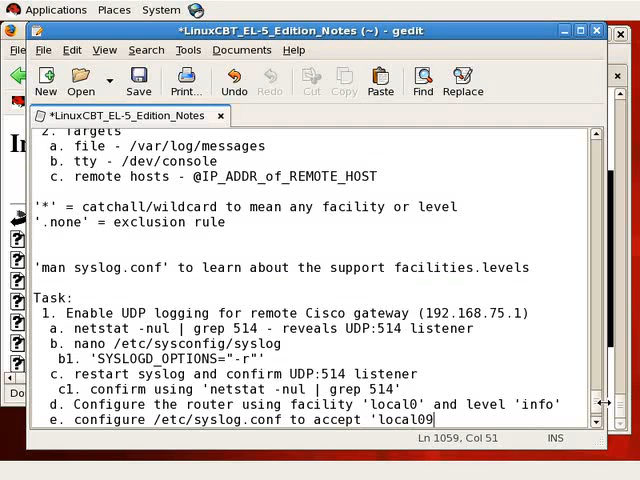 Applications Places System
*LinuxCBT_EL-5_Edition_Notes (~) - gedit
File Edit View Search Tools Documents Help
New Open Save Print... Undo Redo Cut Copy Paste Find Replace
*LinuxCBT_EL-5_Edition_Notes
2. Targets
a. file - /var/log/messages
b. tty - /dev/console
c. remote hosts - @IP_ADDR_of_REMOTE_HOST
'*' = catchall/wildcard to mean any facility or level
'.none' = exclusion rule
'man syslog.conf' to learn about the support facilities.levels
Task:
1. Enable UDP logging for remote Cisco gateway (192.168.75.1)
a. netstat -nul | grep 514 - reveals UDP:514 listener
b. nano /etc/sysconfig/syslog
b1. 'SYSLOGD_OPTIONS="-r"'
c. restart syslog and confirm UDP:514 listener
c1. confirm using 'netstat -nul | grep 514'
d. Configure the router using facility 'local0' and level 'info'
e. configure /etc/syslog.conf to accept 'local09
Ln 1059, Col 51 INS